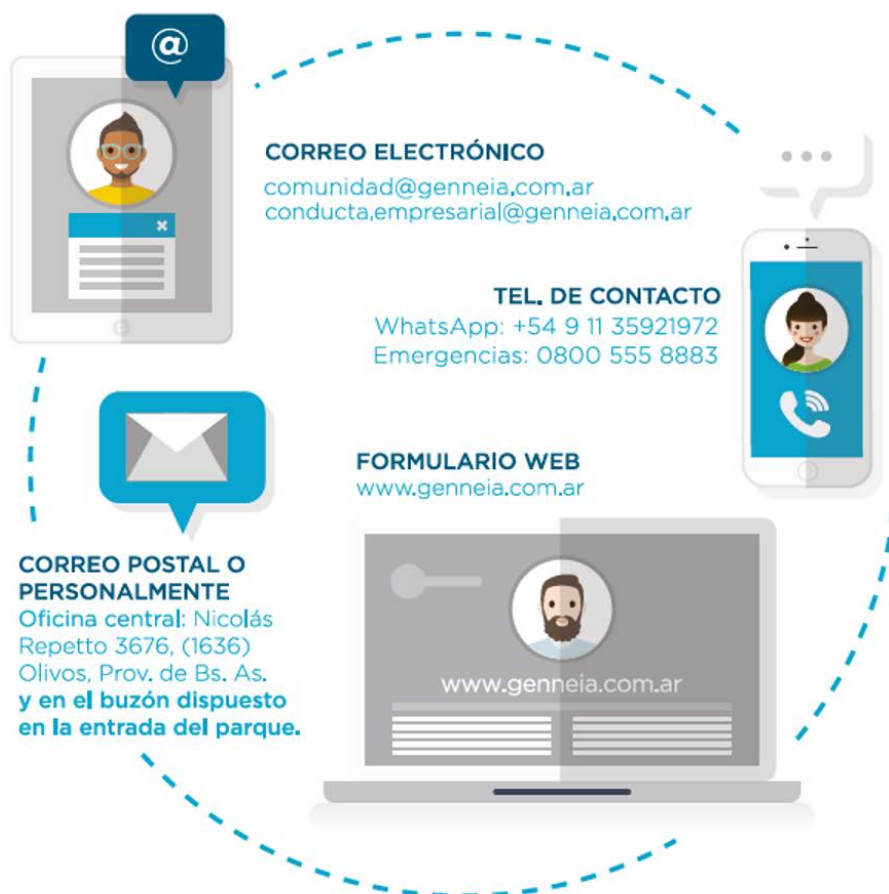 @
CORREO ELECTRÓNICO
comunidad@genneia.com.ar
conducta.empresarial@genneia.com.ar
TEL. DE CONTACTO
WhatsApp: +54 9 11 35921972
Emergencias: 0800 555 8883
FORMULARIO WEB
www.genneia.com.ar
CORREO POSTAL O
PERSONALMENTE
Oficina central: Nicolás
Repetto 3676, (1636)
Olivos, Prov. de Bs. As.
y en el buzón dispuesto
en la entrada del parque.
www.genneia.com.ar